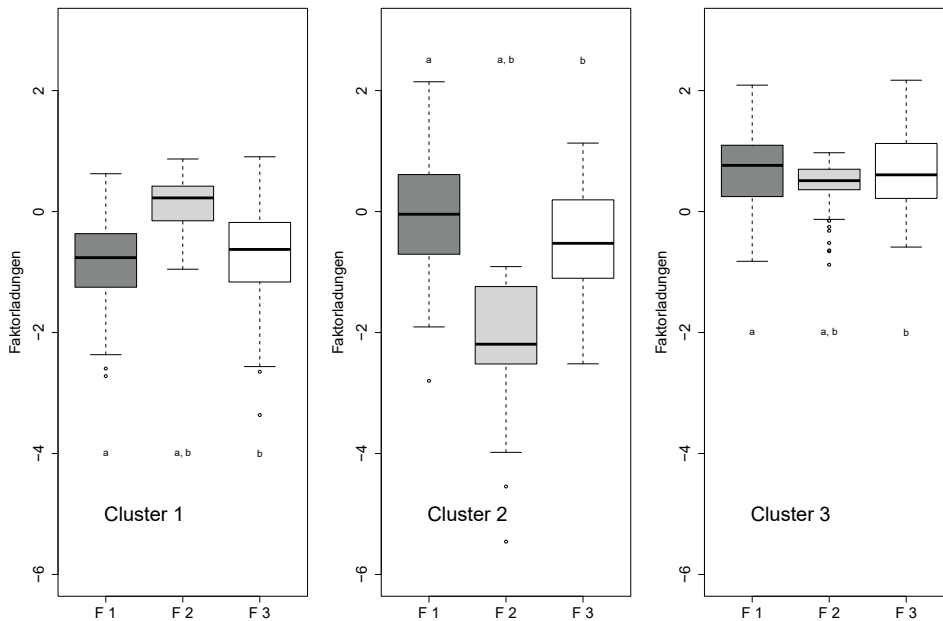 Faktorladungen
2
0
−2
−4
−6
a
a, b
b
Cluster 1
F 1
F 2
F 3
Faktorladungen
2
0
−2
−4
−6
a
a, b
b
Cluster 2
F 1
F 2
F 3
Faktorladungen
2
0
−2
−4
−6
a
a, b
b
Cluster 3
F 1
F 2
F 3